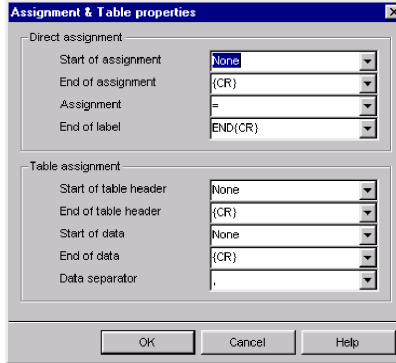 Assignment & Table properties
Direct assignment
Start of assignment None
End of assignment {CR}
Assignment =
End of label END{CR}
Table assignment
Start of table header None
End of table header {CR}
Start of data None
End of data {CR}
Data separator ,
OK Cancel Help